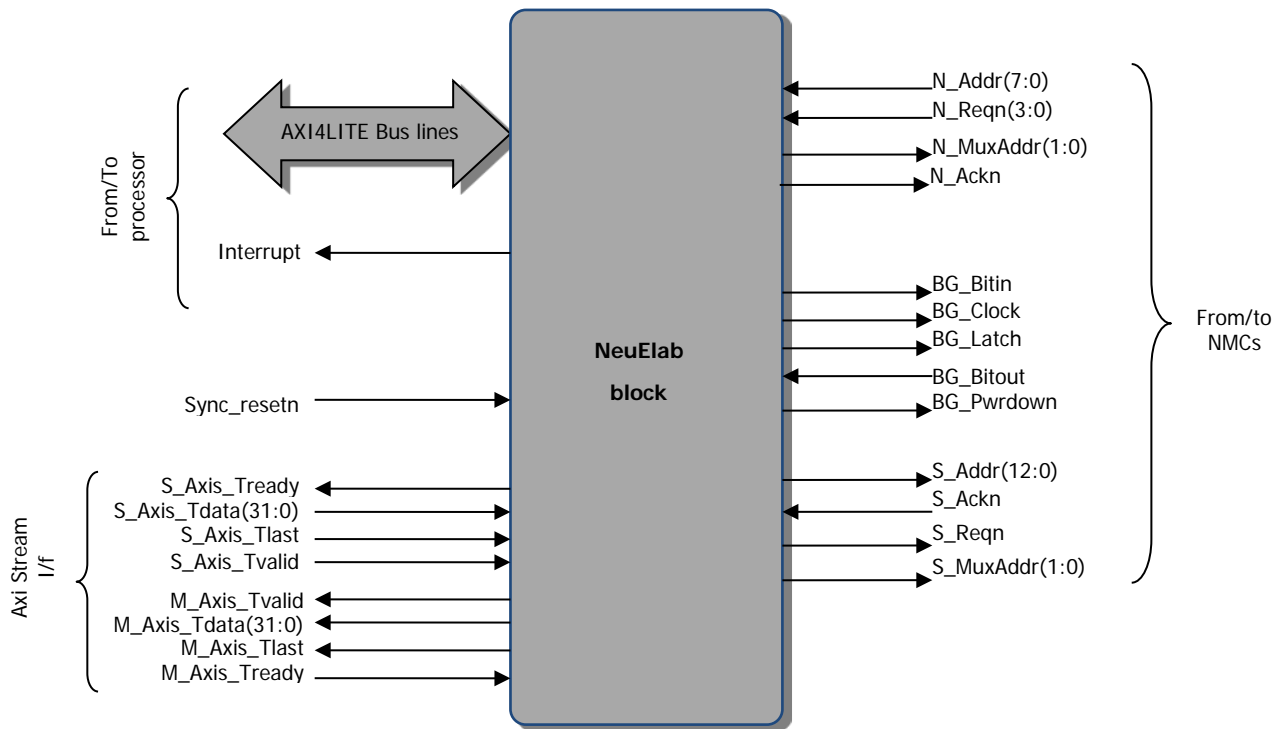 From/To
processor
AXI4LITE Bus lines
Interrupt
Sync_resetn
Axi Stream
I/f
S_Axis_Tready
S_Axis_Tdata(31:0)
S_Axis_Tlast
S_Axis_Tvalid
M_Axis_Tvalid
M_Axis_Tdata(31:0)
M_Axis_Tlast
M_Axis_Tready
NeuElab
block
N_Addr(7:0)
N_Reqn(3:0)
N_MuxAddr(1:0)
N_Ackn
BG_Bitin
BG_Clock
BG_Latch
BG_Bitout
BG_Pwrdown
S_Addr(12:0)
S_Ackn
S_Reqn
S_MuxAddr(1:0)
From/to
NMCs